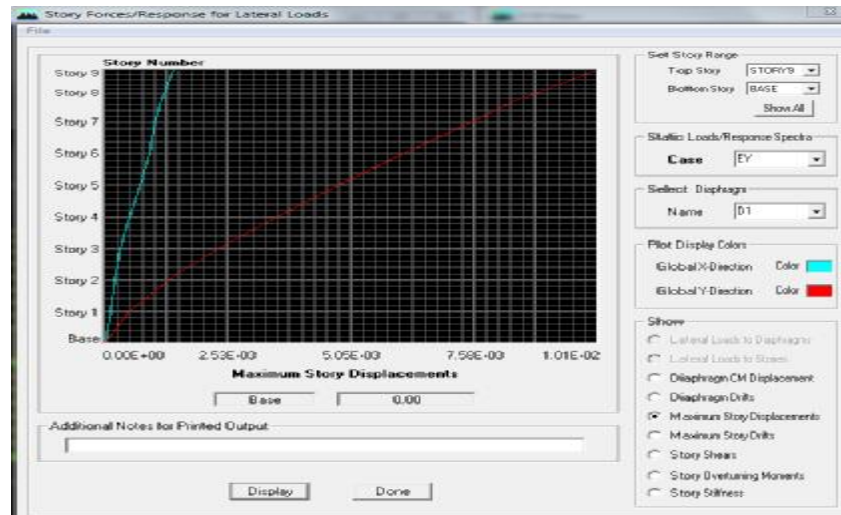 Story Forces/Response for Lateral Loads
File
Story Number
Story 9
Story 8
Story 7
Story 6
Story 5
Story 4
Story 3
Story 2
Story 1
Base
0.00E+00 2.53E-03 5.05E-03 7.58E-03 1.01E-02
Maximum Story Displacements
Base 0.00
Additional Notes for Printed Output
Display Done
Set Story Range
Top Story STORY9
Bottom Story BASE
Show All
Static Loads/Response Spectra
Case EY
Select Diaphragm
Name D1
Plot Display Colors
Global X-Direction Color
Global Y-Direction Color
Show
Lateral Loads to Diaphragms
Lateral Loads to Stories
Diaphragm CM Displacement
Diaphragm Drifts
Maximum Story Displacements
Maximum Story Drifts
Story Shears
Story Overturning Moments
Story Stiffness